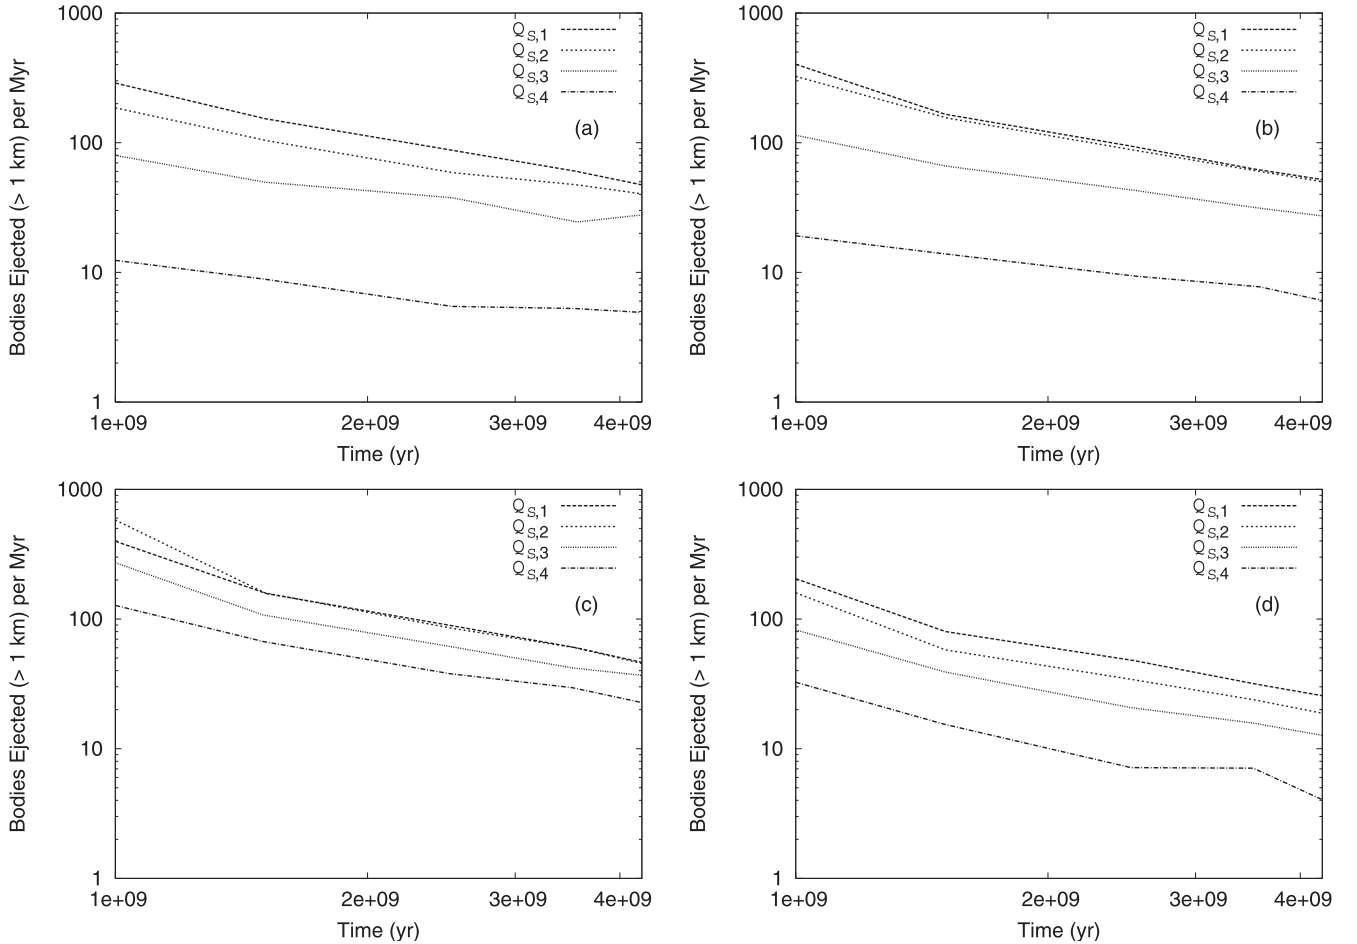 Bodies Ejected (> 1 km) per Myr
1000
100
10
1
Q S,1
Q S,2
Q S,3
Q S,4
(a)
1e+09 2e+09 3e+09 4e+09
Time (yr)
Bodies Ejected (> 1 km) per Myr
1000
100
10
1
Q S,1
Q S,2
Q S,3
Q S,4
(b)
1e+09 2e+09 3e+09 4e+09
Time (yr)
Bodies Ejected (> 1 km) per Myr
1000
100
10
1
Q S,1
Q S,2
Q S,3
Q S,4
(c)
1e+09 2e+09 3e+09 4e+09
Time (yr)
Bodies Ejected (> 1 km) per Myr
1000
100
10
1
Q S,1
Q S,2
Q S,3
Q S,4
(d)
1e+09 2e+09 3e+09 4e+09
Time (yr)